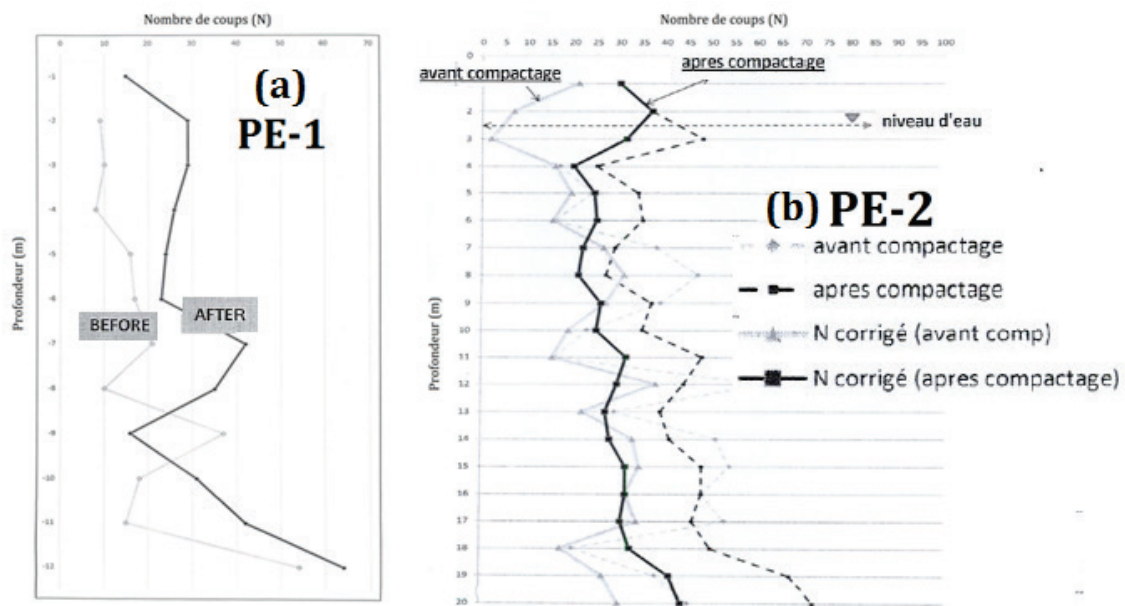 Nombre de coups (N)
0 10 20 30 40 50 60 70
(a)
PE-1
Profondeur (m)
-1
-2
-3
-4
-5
-6
-7
-8
-9
-10
-11
-12
BEFORE
AFTER
Nombre de coups (N)
0 5 10 15 20 25 30 35 40 45 50 55 60 65 70 75 80 85 90 95 100
avant compactage
apres compactage
niveau d'eau
(b) PE-2
avant compactage
apres compactage
N corrigé (avant comp)
N corrigé (apres compactage)
Profondeur (m)
0
1
2
3
4
5
6
7
8
9
10
11
12
13
14
15
16
17
18
19
20